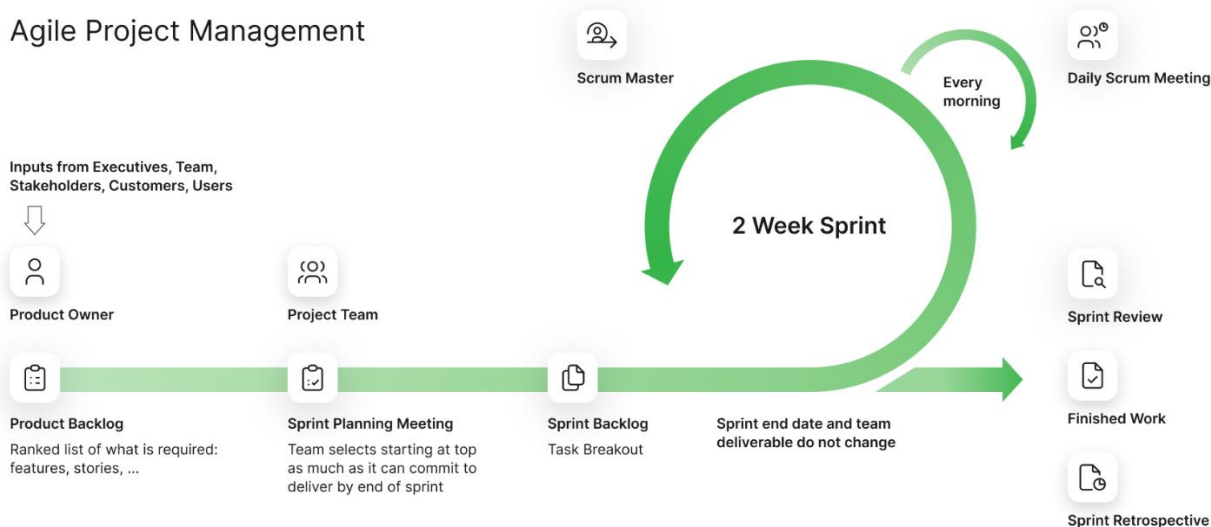 Agile Project Management
Scrum Master
Every
morning
Daily Scrum Meeting
Inputs from Executives, Team,
Stakeholders, Customers, Users
2 Week Sprint
Product Owner
Project Team
Sprint Review
Product Backlog
Ranked list of what is required:
features, stories, ...
Sprint Planning Meeting
Team selects starting at top
as much as it can commit to
deliver by end of sprint
Sprint Backlog
Task Breakout
Sprint end date and team
deliverable do not change
Finished Work
Sprint Retrospective